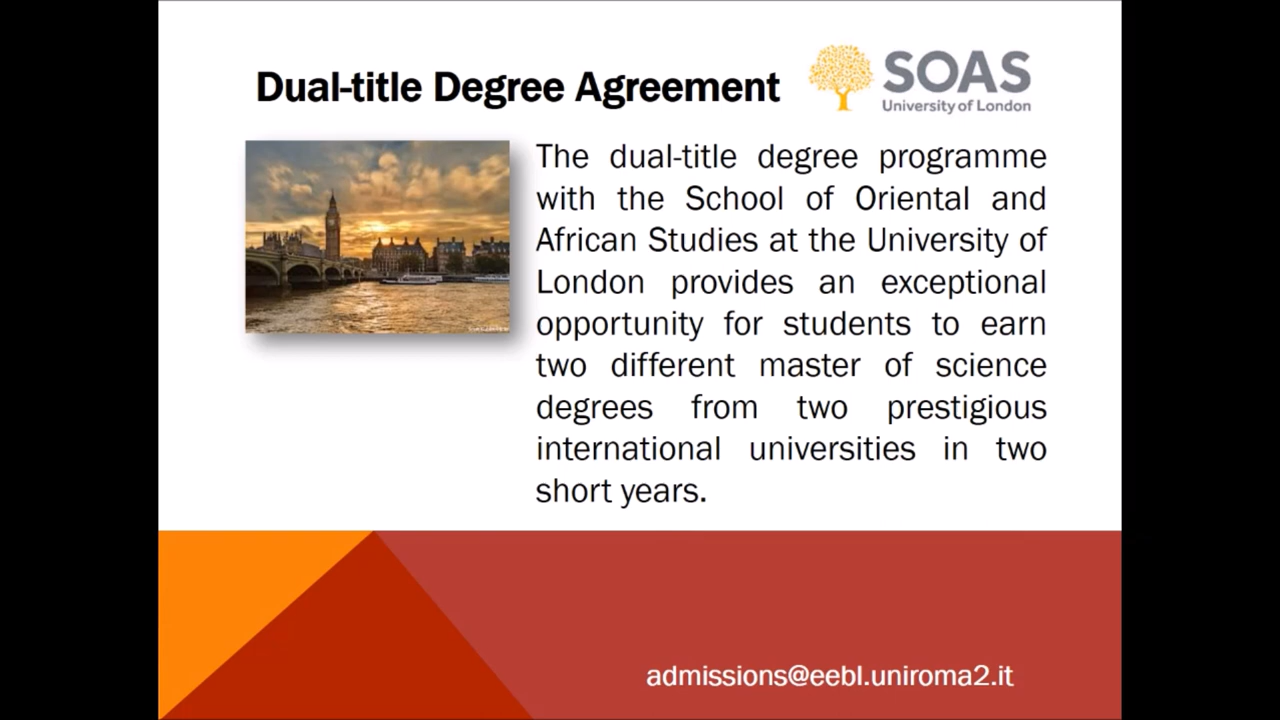 Dual-title Degree Agreement
SOAS
University of London
The dual-title degree programme
with the School of Oriental and
African Studies at the University of
London provides an exceptional
opportunity for students to earn
two different master of science
degrees from two prestigious
international universities in two
short years.
admissions@eebl.uniroma2.it